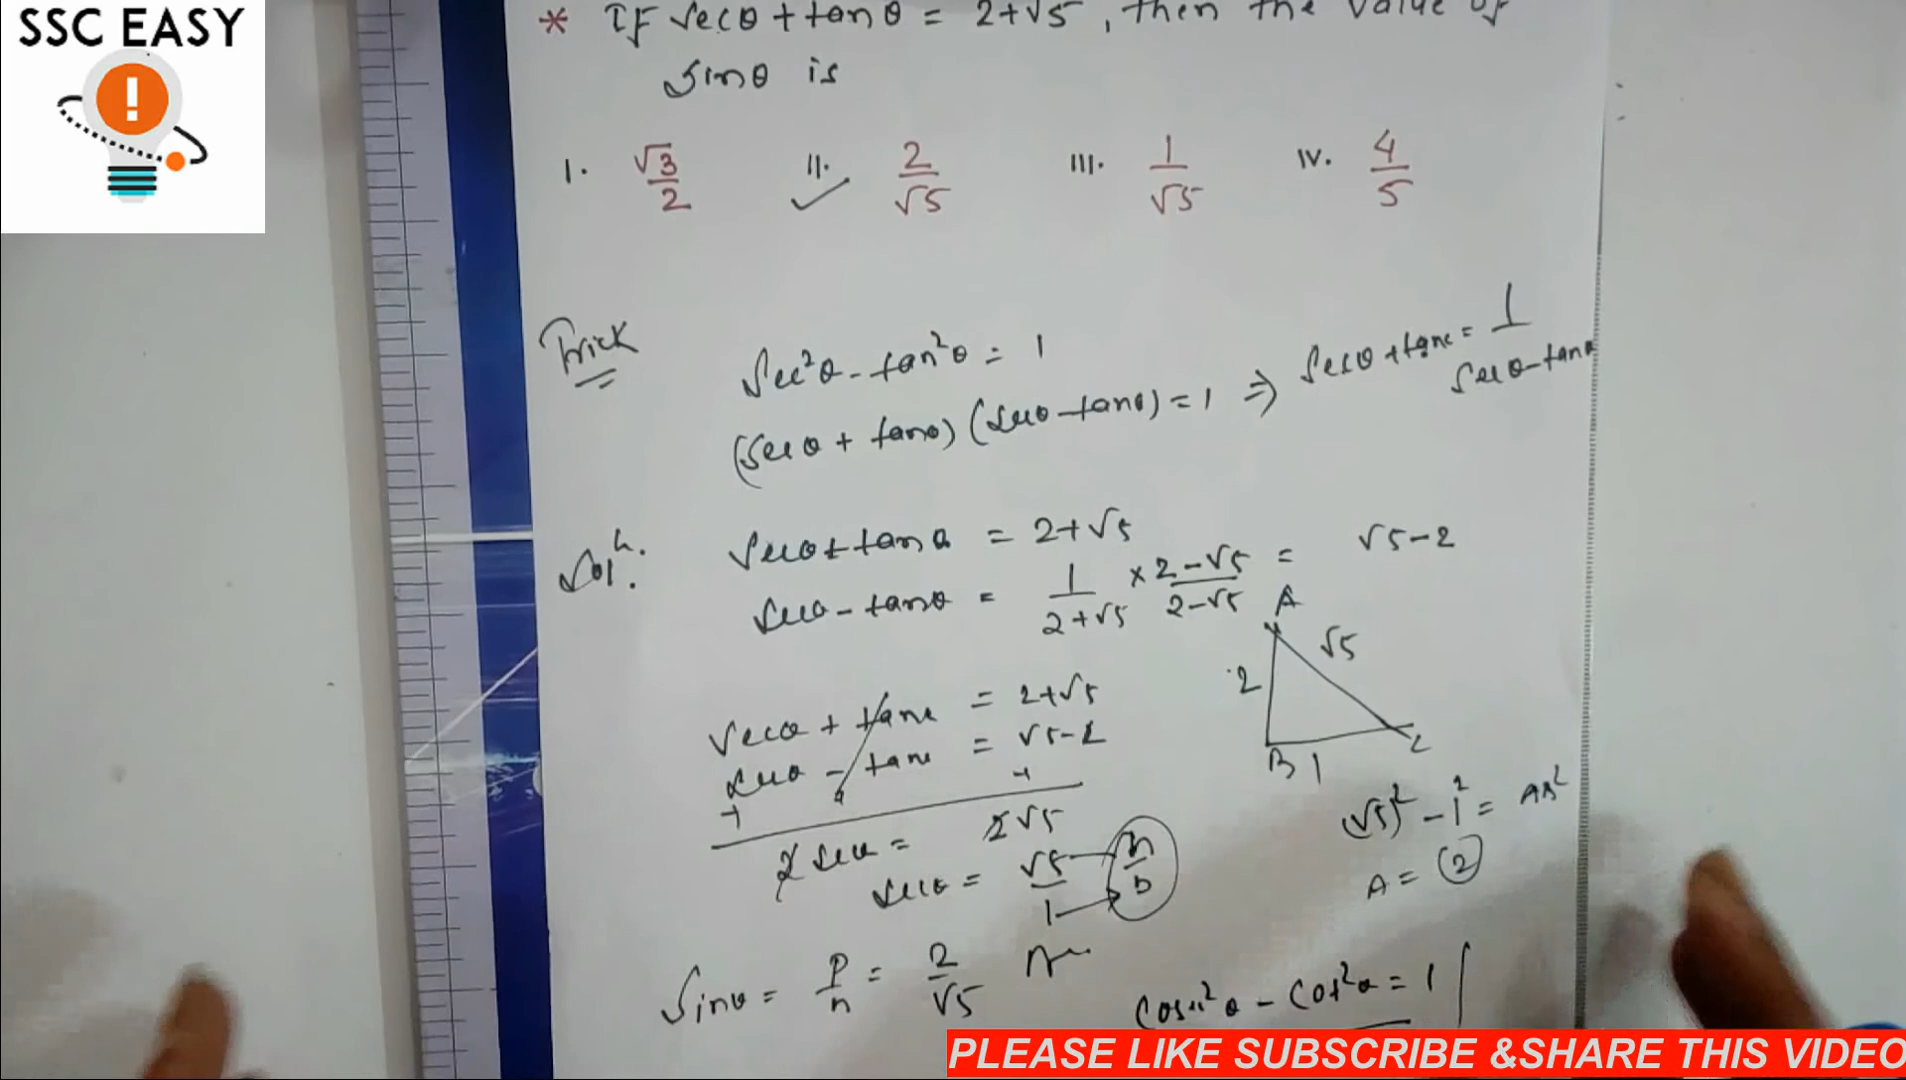 SSC EASY
* IF Secθ + tanθ = 2+√5, then the value of
Sinθ is
I. √3/2 II. 2/√5 III. 1/√5 IV. 4/5
Trick
Sec²θ - tan²θ = 1
(Secθ + tanθ) (Secθ - tanθ) = 1 ⇒ Secθ + tanθ = 1/Secθ - tanθ
Solⁿ. Secθ + tanθ = 2+√5
Secθ - tanθ = 1/2+√5 × 2-√5/2-√5 = √5-2
A
√5
2
B 1 C
Secθ + tanθ = 2+√5
Secθ - tanθ = √5-2
+ +
2 Secθ = 2√5
Secθ = √5/1 h/b
(√5)² - 1² = AB²
A = 2
Sinθ = P/h = 2/√5
Cosec²θ - Cot²θ = 1
PLEASE LIKE SUBSCRIBE &SHARE THIS VIDEO